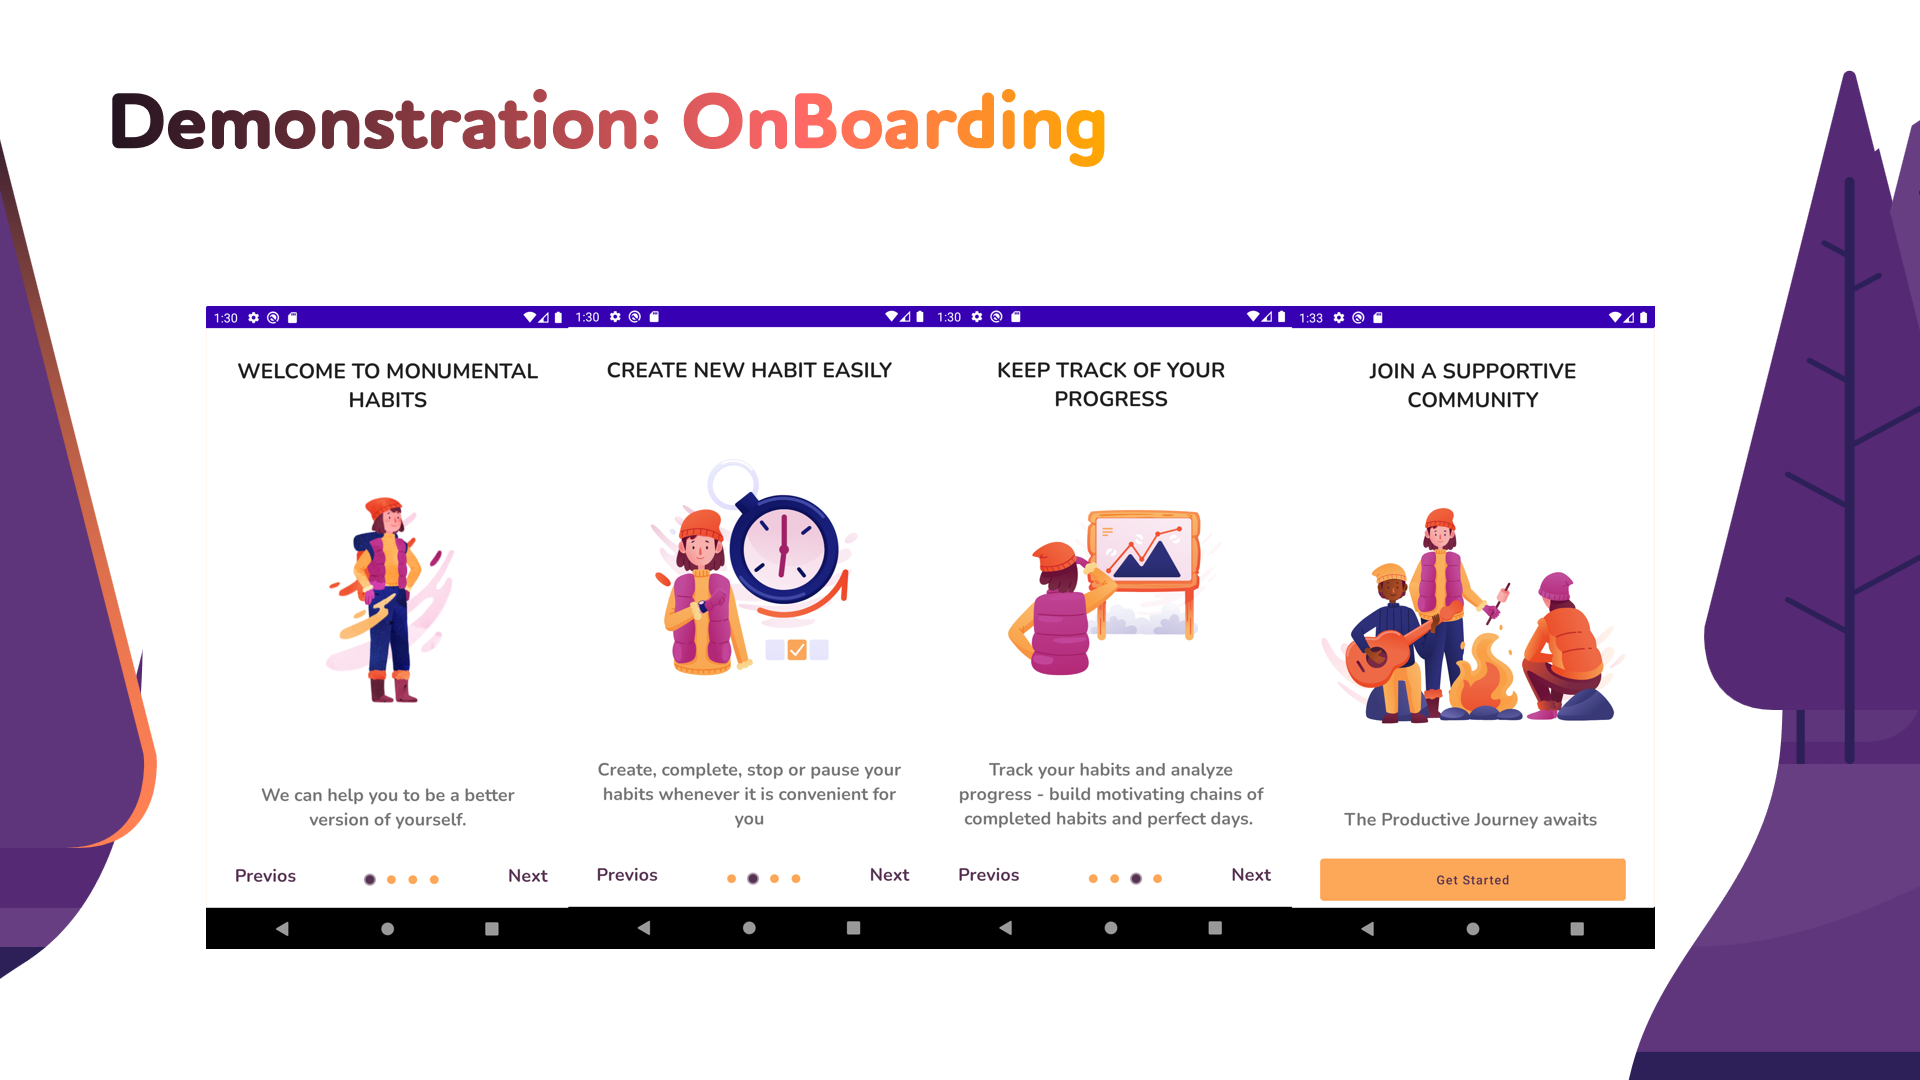 Demonstration: OnBoarding
1:30
WELCOME TO MONUMENTAL
HABITS
We can help you to be a better
version of yourself.
Previos
Next
1:30
CREATE NEW HABIT EASILY
Create, complete, stop or pause your
habits whenever it is convenient for
you
Previos
Next
1:30
KEEP TRACK OF YOUR
PROGRESS
Track your habits and analyze
progress - build motivating chains of
completed habits and perfect days.
Previos
Next
1:33
JOIN A SUPPORTIVE
COMMUNITY
The Productive Journey awaits
Get Started